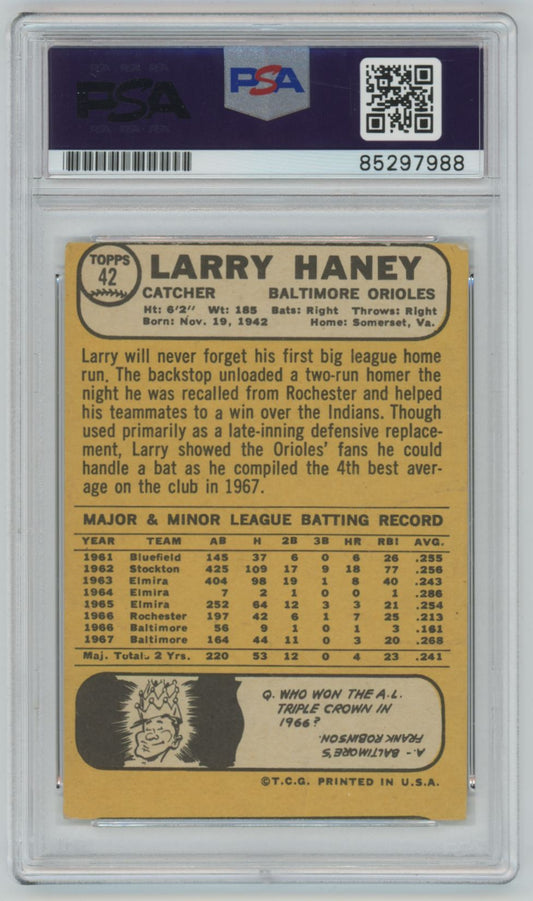 PSA
PSA
85297988
TOPPS
42
LARRY HANEY
CATCHER BALTIMORE ORIOLES
Ht: 6'2" Wt: 185 Bats: Right Throws: Right
Born: Nov. 19, 1942 Home: Somerset, Va.
Larry will never forget his first big league home
run. The backstop unloaded a two-run homer the
night he was recalled from Rochester and helped
his teammates to a win over the Indians. Though
used primarily as a late-inning defensive replace-
ment, Larry showed the Orioles' fans he could
handle a bat as he compiled the 4th best aver-
age on the club in 1967.
MAJOR & MINOR LEAGUE BATTING RECORD
YEAR TEAM AB H 2B 3B HR RBI AVG.
1961 Bluefield 145 37 6 0 6 26 .255
1962 Stockton 425 109 17 9 18 77 .256
1963 Elmira 404 98 19 1 8 40 .243
1964 Elmira 7 2 1 0 0 1 .286
1965 Elmira 252 64 12 3 3 21 .254
1966 Rochester 197 42 6 1 7 25 .213
1966 Baltimore 56 9 1 0 1 3 .161
1967 Baltimore 164 44 11 0 3 20 .268
Maj. Totals 2 Yrs. 220 53 12 0 4 23 .241
Q. WHO WON THE A.L.
TRIPLE CROWN IN
1966?
A. - BALTIMORE'S
FRANK ROBINSON.
©T.C.G. PRINTED IN U.S.A.